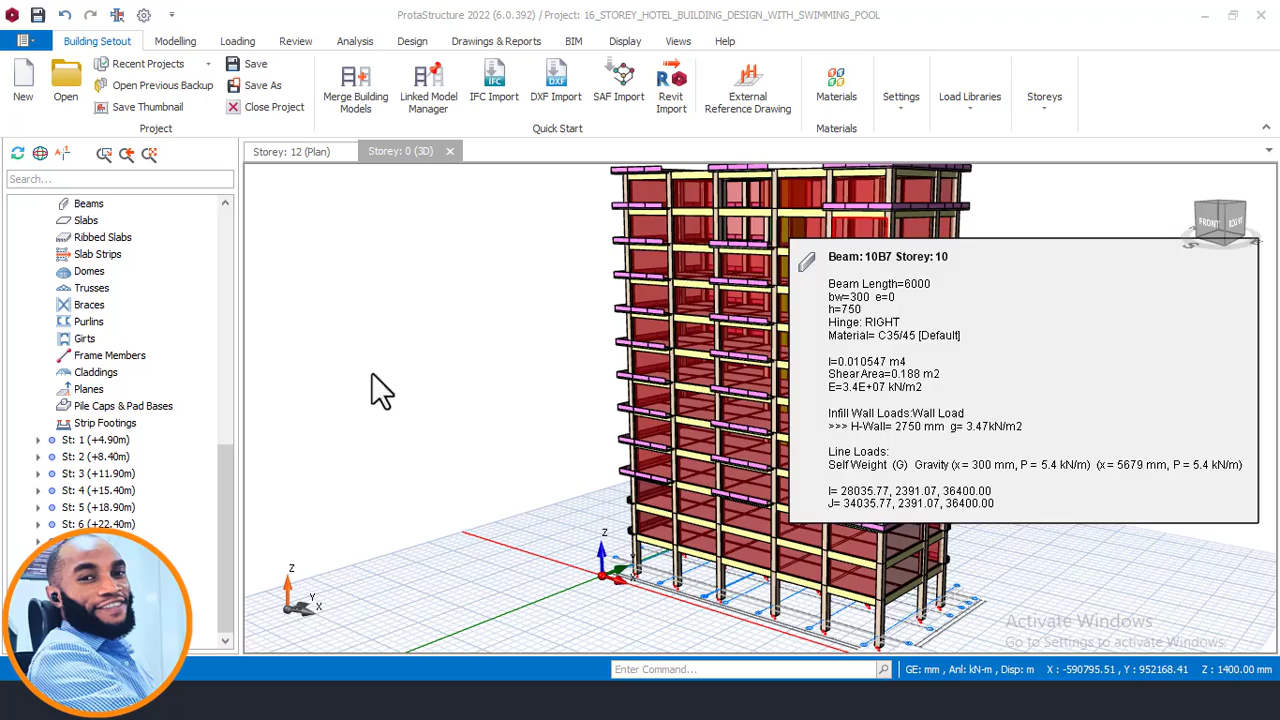 ProtaStructure 2022 (6.0.392) / Project: 16_STOREY_HOTEL_BUILDING_DESIGN_WITH_SWIMMING_POOL
Building Setout Modelling Loading Review Analysis Design Drawings & Reports BIM Display Views Help
New
Open
Recent Projects
Open Previous Backup
Save Thumbnail
Save
Save As
Close Project
Project
Merge Building
Models
Linked Model
Manager
IFC Import
DXF Import
SAF Import
Revit
Import
External
Reference Drawing
Quick Start
Materials
Materials
Settings
Load Libraries
Storeys
Storey: 12 (Plan)
Storey: 0 (3D)
Search...
Beams
Slabs
Ribbed Slabs
Slab Strips
Domes
Trusses
Braces
Purlins
Girts
Frame Members
Claddings
Planes
Pile Caps & Pad Bases
Strip Footings
St: 1 (+4.90m)
St: 2 (+8.40m)
St: 3 (+11.90m)
St: 4 (+15.40m)
St: 5 (+18.90m)
St: 6 (+22.40m)
FRONT
RIGHT
Beam: 10B7 Storey: 10
Beam Length=6000
bw=300 e=0
h=750
Hinge: RIGHT
Material= C35/45 [Default]
I=0.010547 m4
Shear Area=0.188 m2
E=3.4E+07 kN/m2
Infill Wall Loads:Wall Load
>>> H-Wall= 2750 mm g= 3.47kN/m2
Line Loads:
Self Weight (G) Gravity (x = 300 mm, P = 5.4 kN/m) (x = 5679 mm, P = 5.4 kN/m)
I= 28035.77, 2391.07, 36400.00
J= 34035.77, 2391.07, 36400.00
Z
X
Z
Y
X
Activate Windows
Go to Settings to activate Windows.
Enter Command...
GE: mm , Anl: kN-m , Disp: m X : -590795.51 , Y : 952168.41 Z : 1400.00 mm